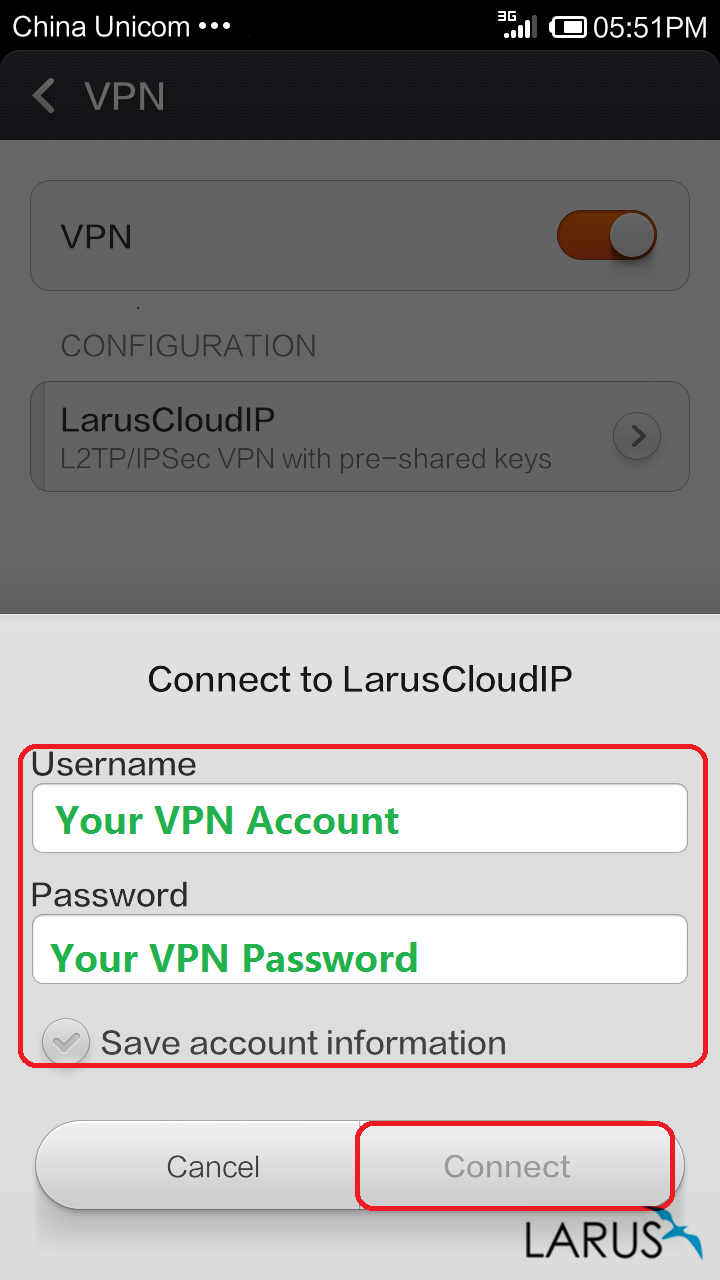 China Unicom ••• 3G 05:51PM
VPN
VPN
CONFIGURATION
LarusCloudIP
L2TP/IPSec VPN with pre-shared keys
Connect to LarusCloudIP
Username
Your VPN Account
Password
Your VPN Password
Save account information
Cancel Connect
LARUS